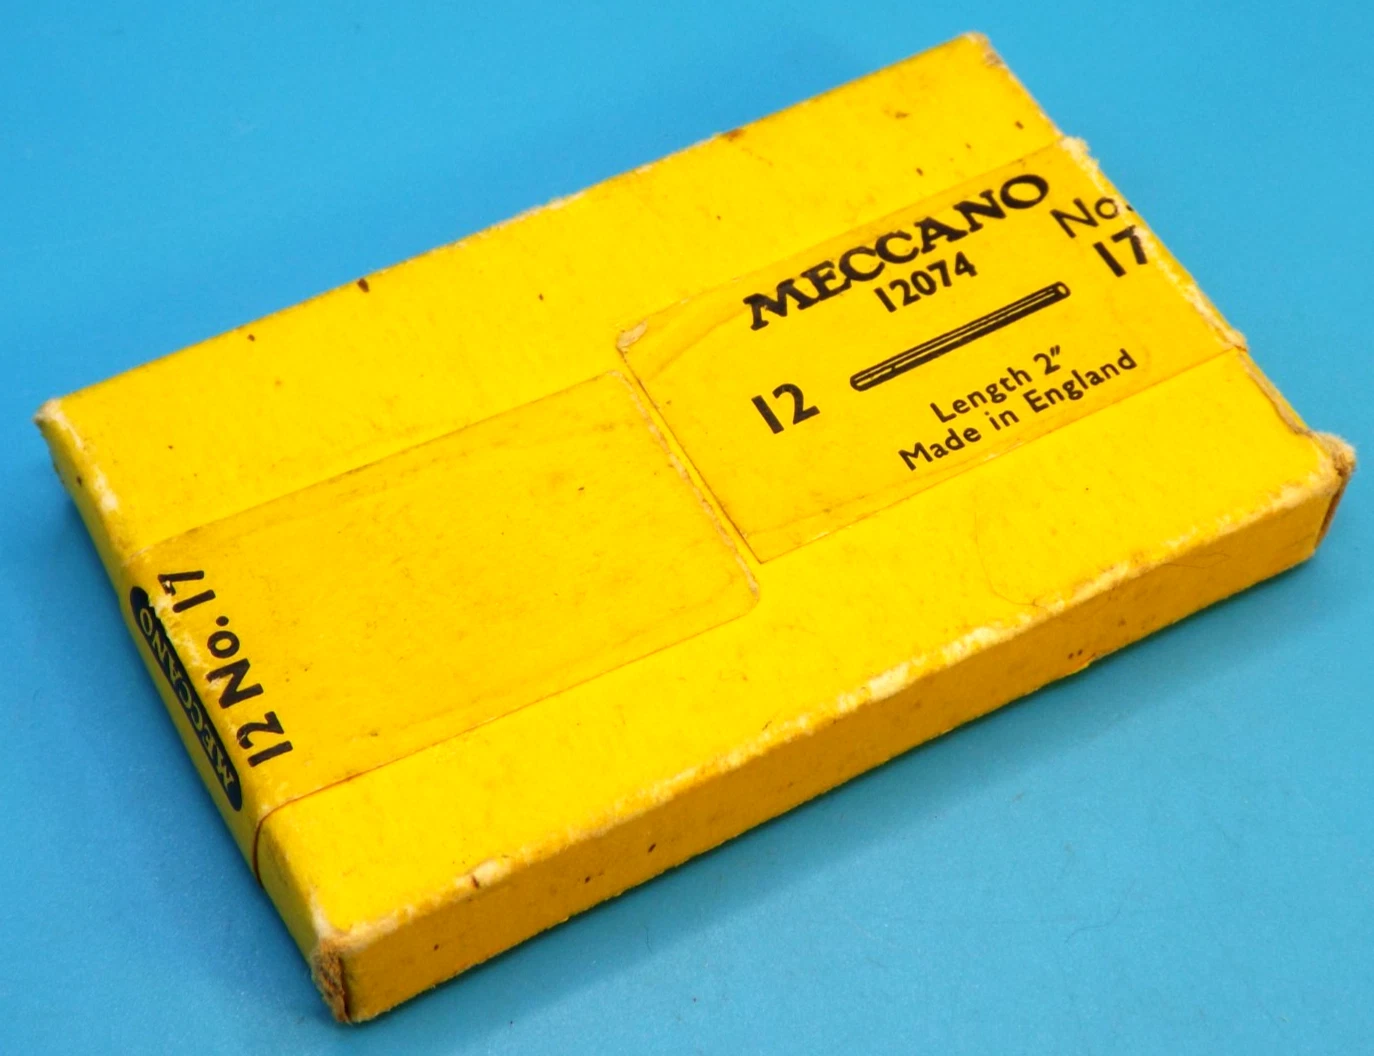 MECCANO
12074
No.
17
12
Length 2"
Made in England
12 No. 17
MECCANO